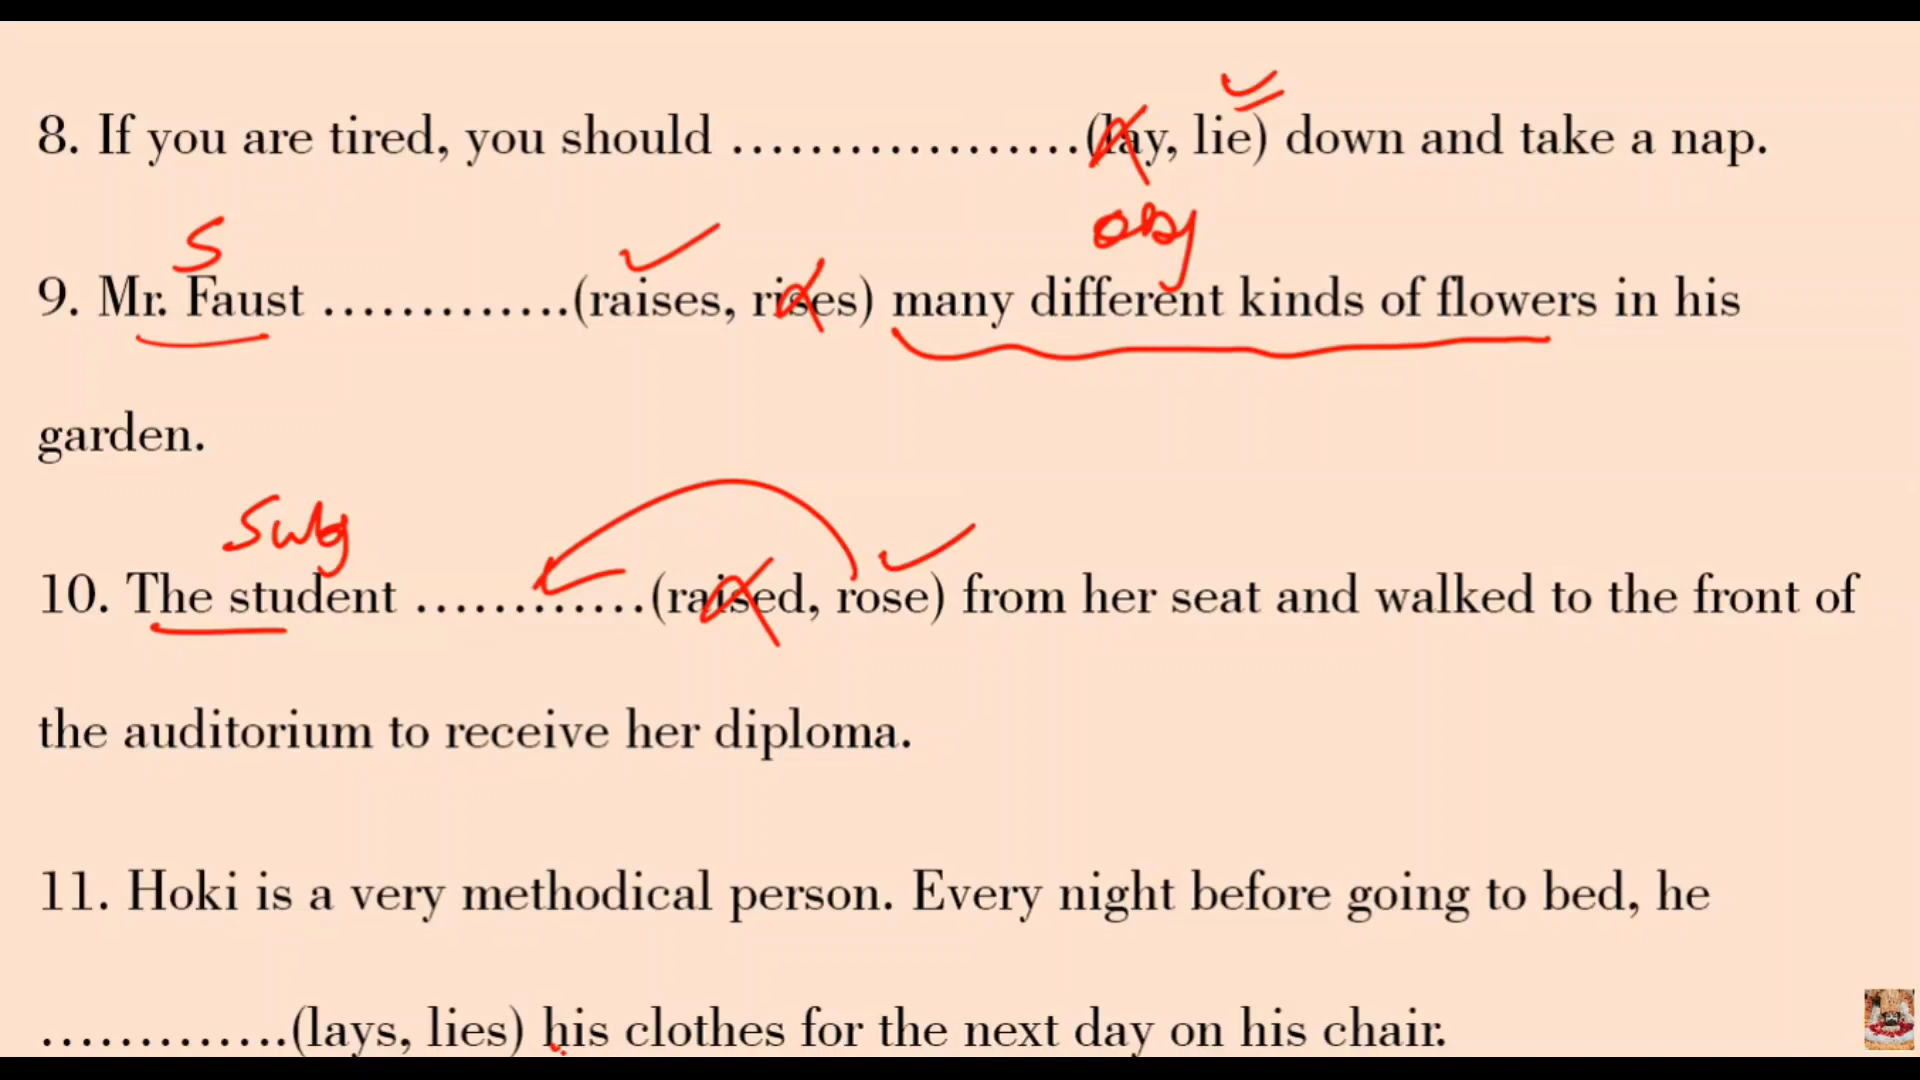 8. If you are tired, you should ..................(lay, lie) down and take a nap.
S
obj
9. Mr. Faust .............(raises, rises) many different kinds of flowers in his
garden.
Subj
10. The student ............(raised, rose) from her seat and walked to the front of
the auditorium to receive her diploma.
11. Hoki is a very methodical person. Every night before going to bed, he
.............(lays, lies) his clothes for the next day on his chair.